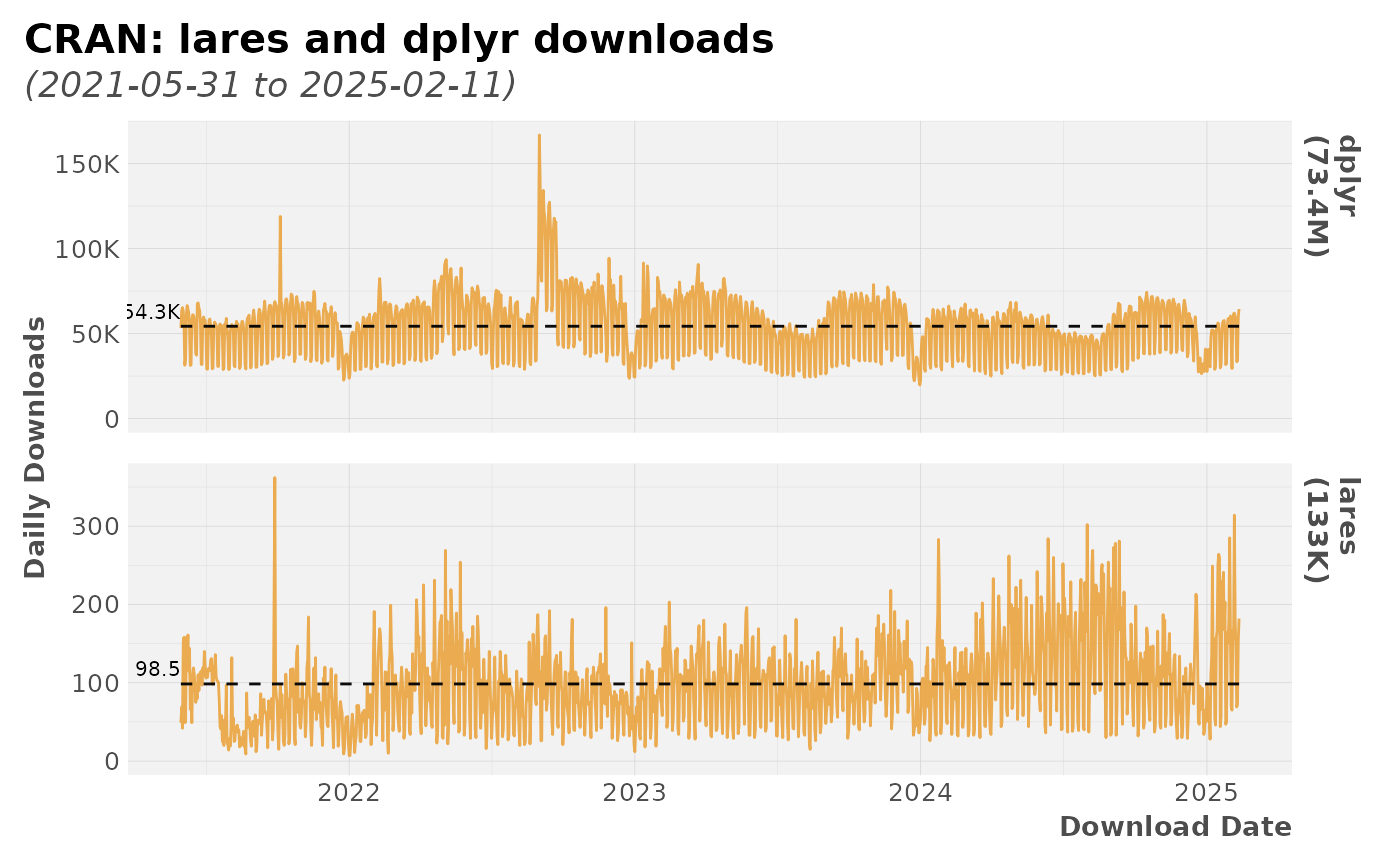 CRAN: lares and dplyr downloads
(2021-05-31 to 2025-02-11)
Dailly Downloads
150K
100K
54.3K
50K
0
dplyr
(73.4M)
300
200
98.5
100
0
lares
(133K)
2022
2023
2024
2025
Download Date